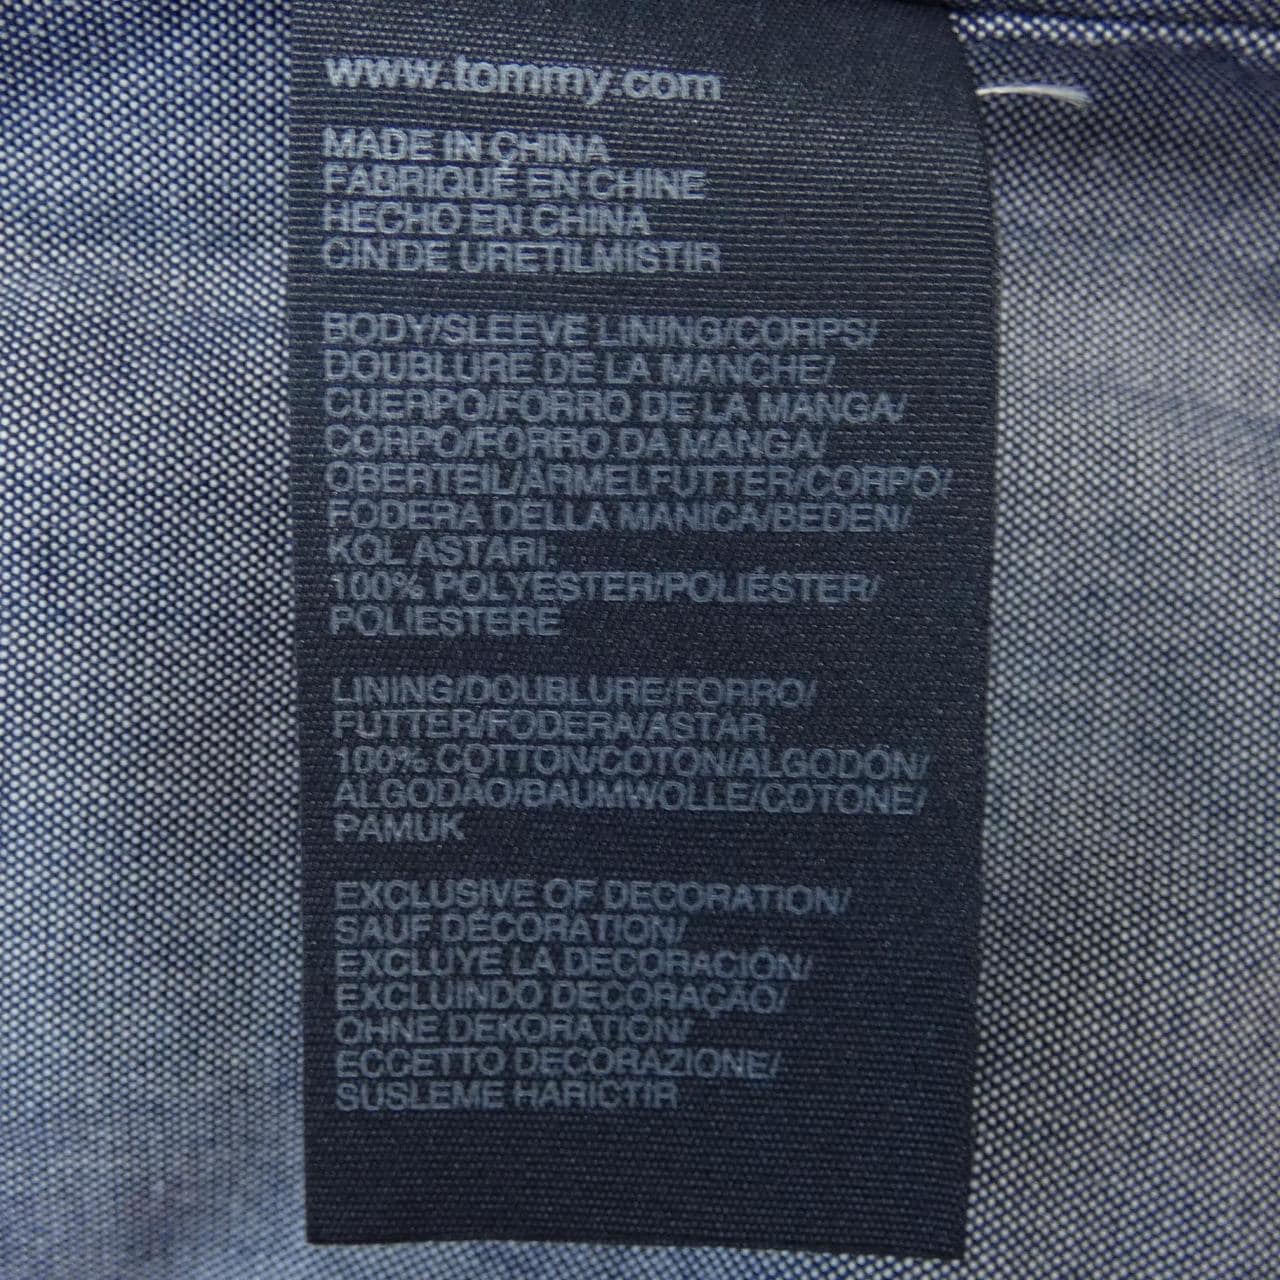 www.tommy.com
MADE IN CHINA
FABRIQUÉ EN CHINE
HECHO EN CHINA
CIN'DE URETILMISTIR
BODY/SLEEVE LINING/CORPS/
DOUBLURE DE LA MANCHE/
CUERPO/FORRO DE LA MANGA/
CORPO/FORRO DA MANGA/
OBERTEIL/ÄRMELFUTTER/CORPO/
FODERA DELLA MANICA/BEDEN/
KOL ASTARI:
100% POLYESTER/POLIÉSTER/
POLIESTERE
LINING/DOUBLURE/FORRO/
FUTTER/FODERA/ASTAR
100% COTTON/COTON/ALGODÓN/
ALGODÃO/BAUMWOLLE/COTONE/
PAMUK
EXCLUSIVE OF DECORATION/
SAUF DÉCORATION/
EXCLUYE LA DECORACIÓN/
EXCLUINDO DECORAÇÃO/
OHNE DEKORATION/
ECCETTO DECORAZIONE/
SUSLEME HARICTIR